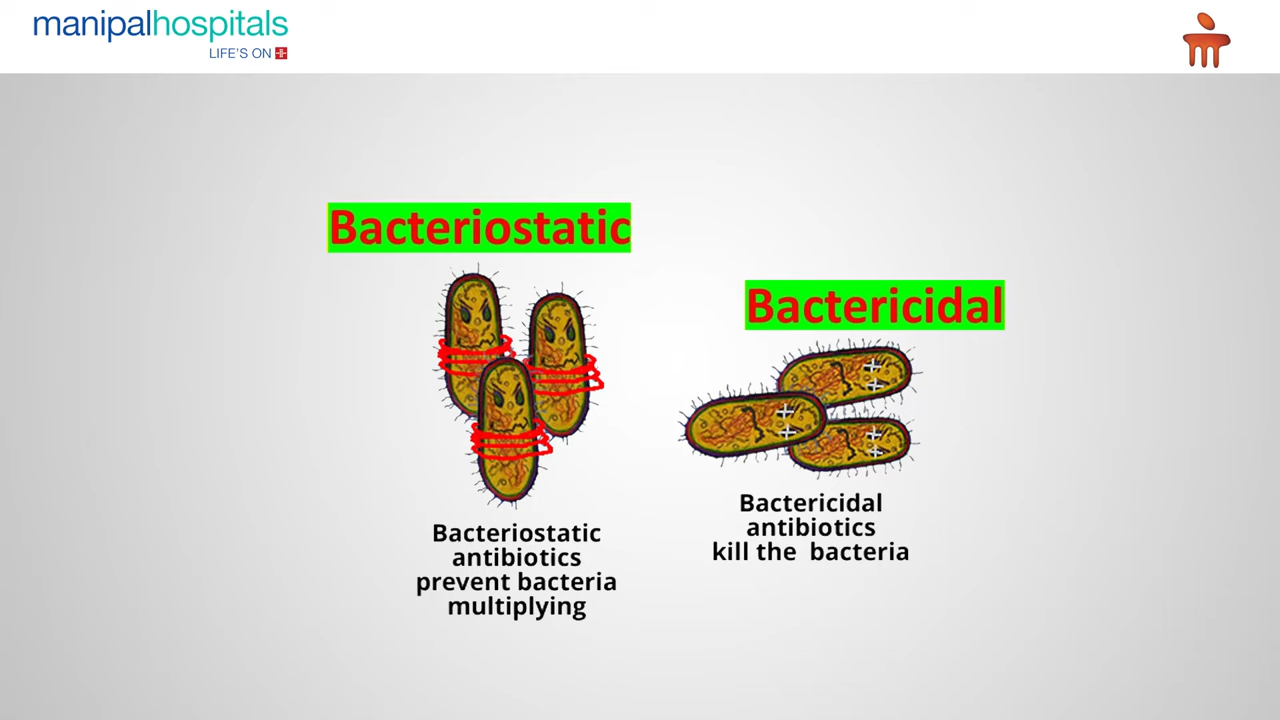 manipalhospitals
LIFE'S ON
Bacteriostatic
Bactericidal
Bacteriostatic
antibiotics
prevent bacteria
multiplying
Bactericidal
antibiotics
kill the bacteria